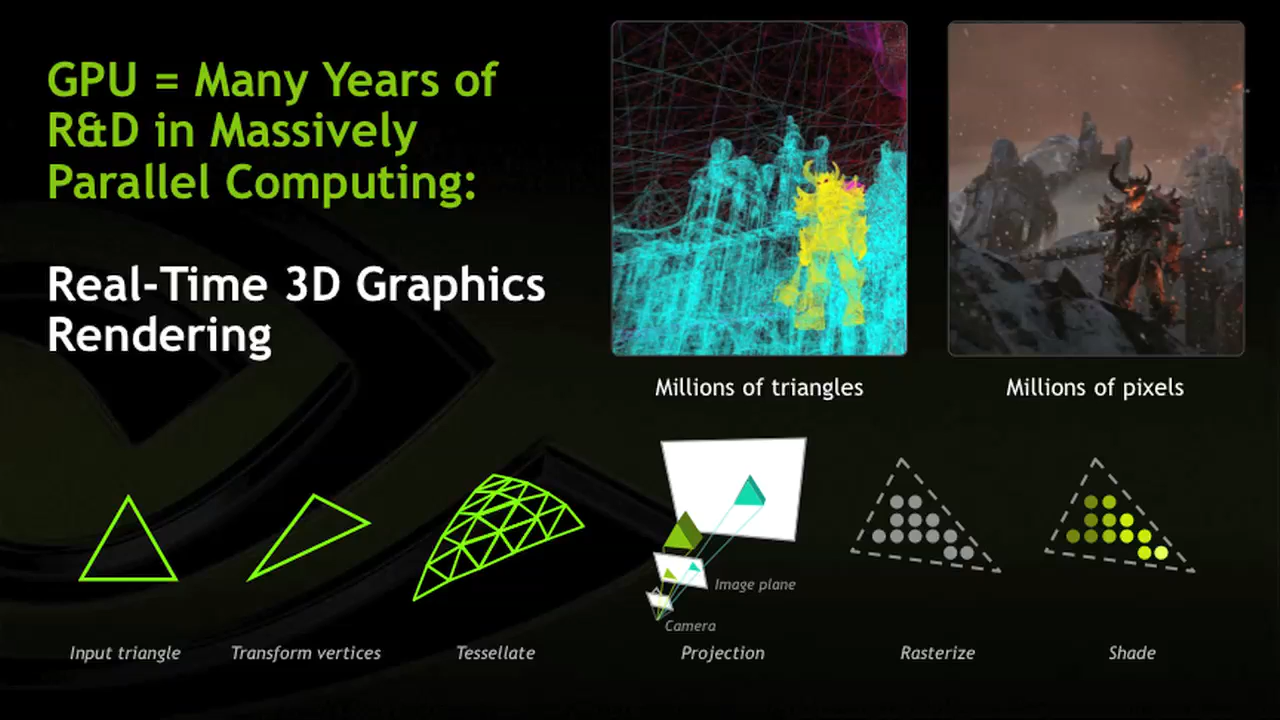 GPU = Many Years of
R&D in Massively
Parallel Computing:
Real-Time 3D Graphics
Rendering
Millions of triangles
Millions of pixels
Image plane
Camera
Input triangle
Transform vertices
Tessellate
Projection
Rasterize
Shade